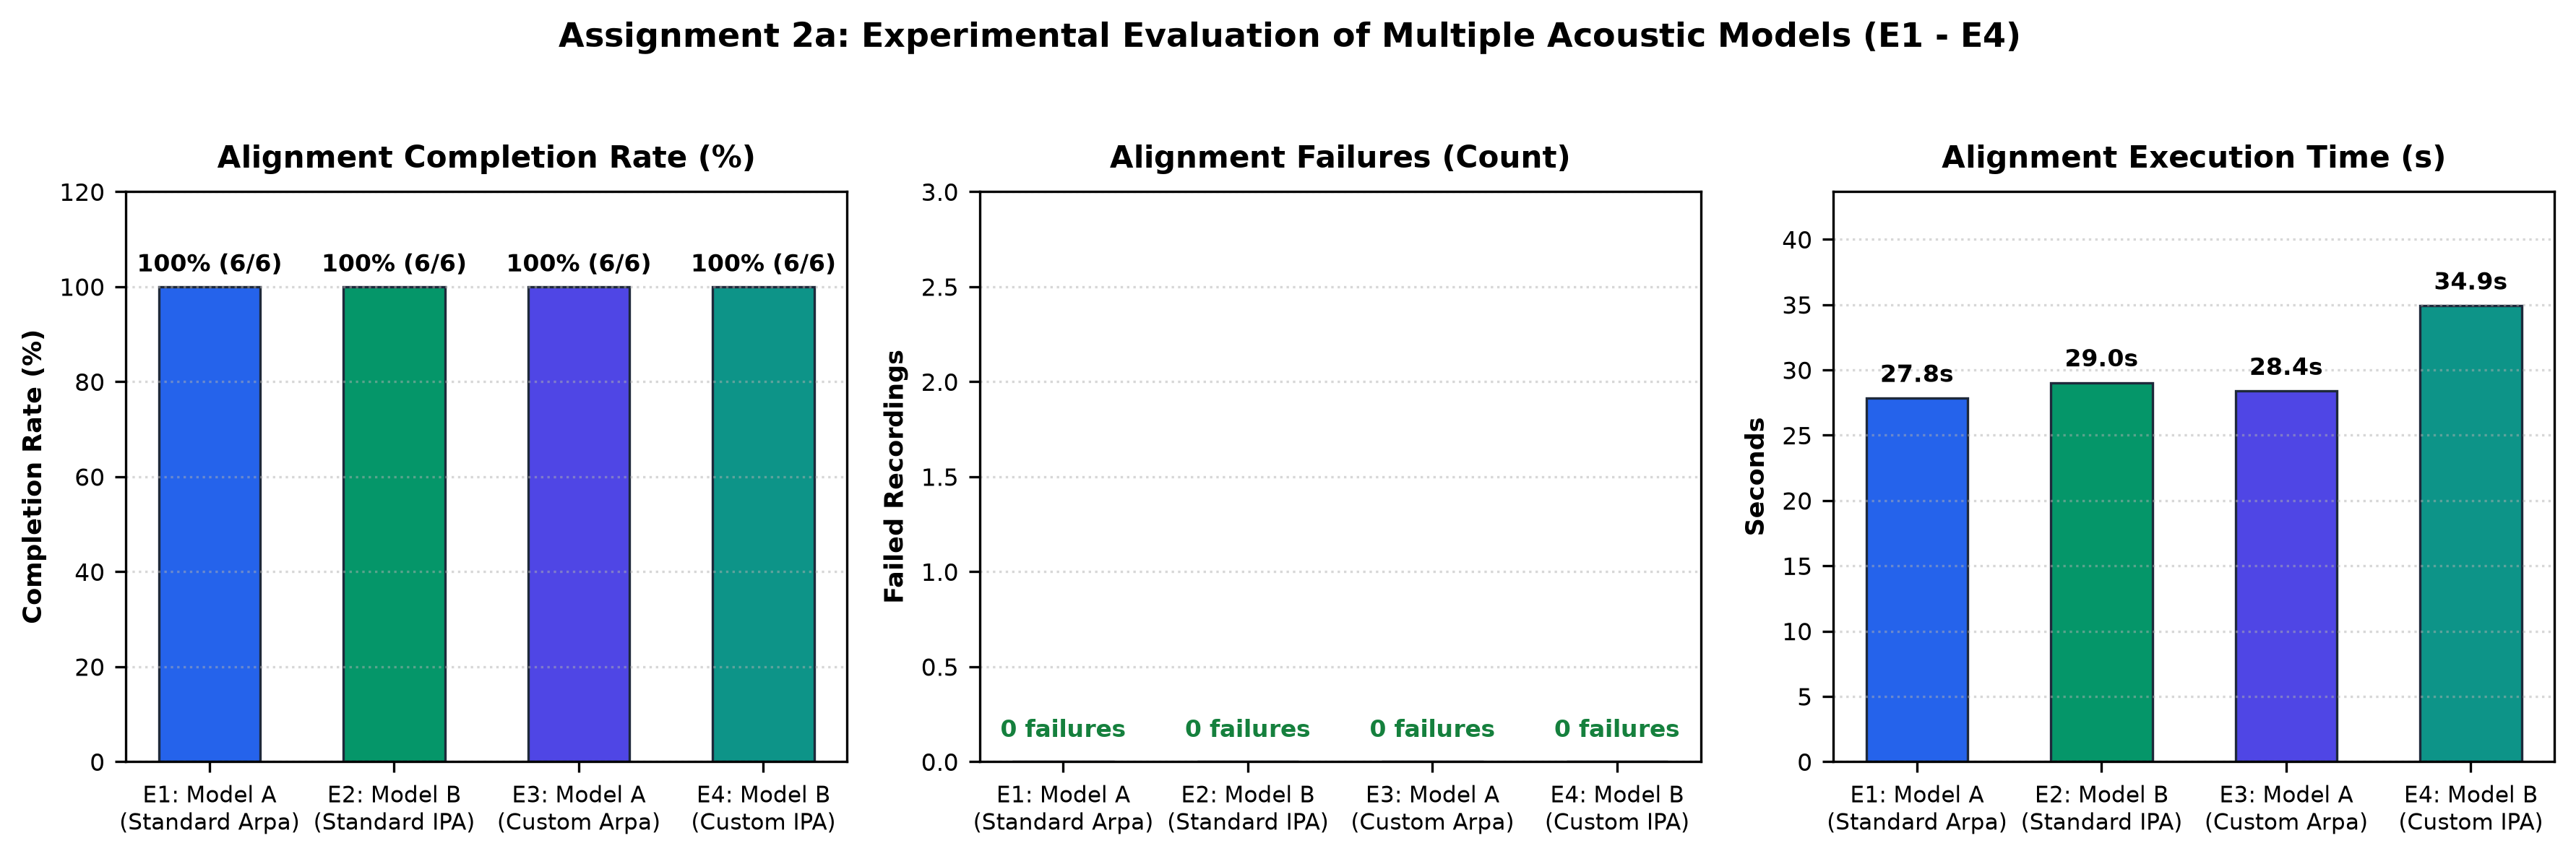 Assignment 2a: Experimental Evaluation of Multiple Acoustic Models (E1 - E4)
Alignment Completion Rate (%)
Completion Rate (%)
120
100
80
60
40
20
0
100% (6/6)
100% (6/6)
100% (6/6)
100% (6/6)
E1: Model A
(Standard Arpa)
E2: Model B
(Standard IPA)
E3: Model A
(Custom Arpa)
E4: Model B
(Custom IPA)
Alignment Failures (Count)
Failed Recordings
3.0
2.5
2.0
1.5
1.0
0.5
0.0
0 failures
0 failures
0 failures
0 failures
E1: Model A
(Standard Arpa)
E2: Model B
(Standard IPA)
E3: Model A
(Custom Arpa)
E4: Model B
(Custom IPA)
Alignment Execution Time (s)
Seconds
40
35
30
25
20
15
10
5
0
27.8s
29.0s
28.4s
34.9s
E1: Model A
(Standard Arpa)
E2: Model B
(Standard IPA)
E3: Model A
(Custom Arpa)
E4: Model B
(Custom IPA)